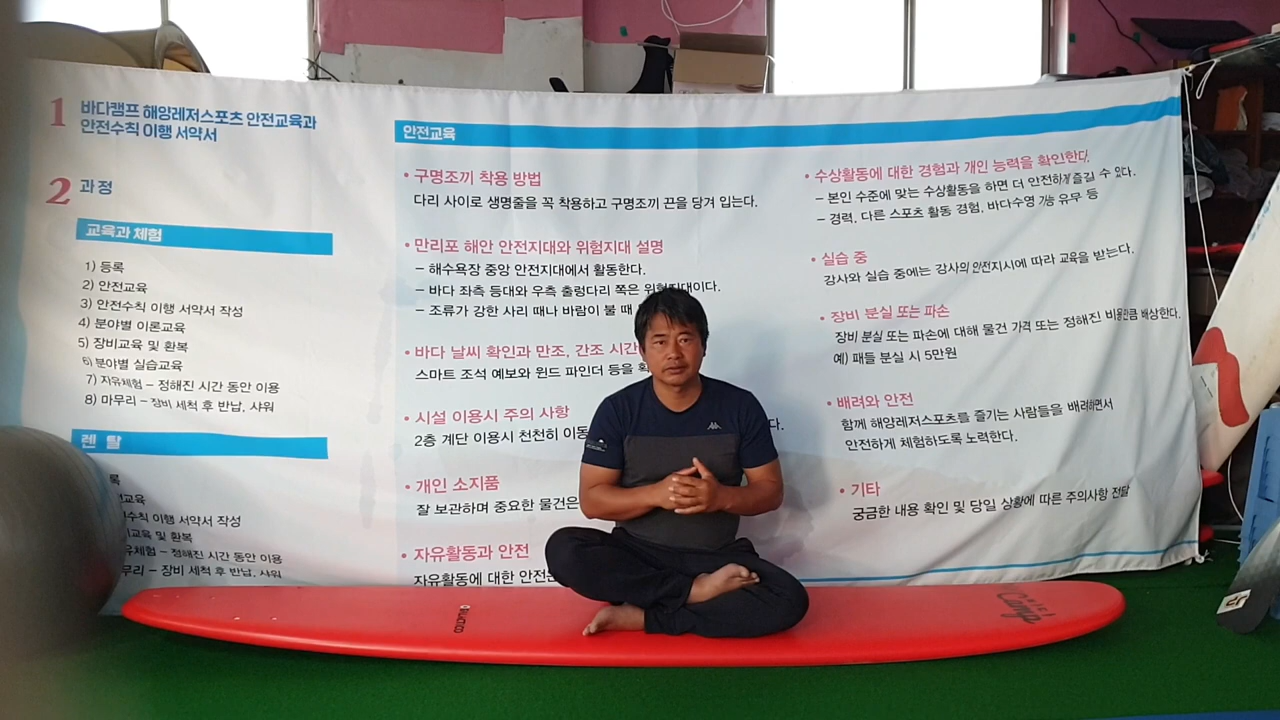 1 바다캠프 해양레저스포츠 안전교육과
안전수칙 이행 서약서
2 과정
교육과 체험
1) 등록
2) 안전교육
3) 안전수칙 이행 서약서 작성
4) 분야별 이론교육
5) 장비교육 및 환복
6) 분야별 실습교육
7) 자유체험 – 정해진 시간 동안 이용
8) 마무리 – 장비 세척 후 반납, 샤워
렌 탈
록
전교육
수칙 이행 서약서 작성
교육 및 환복
유체험 – 정해진 시간 동안 이용
무리 – 장비 세척 후 반납, 샤워
안전교육
• 구명조끼 착용 방법
다리 사이로 생명줄을 꼭 착용하고 구명조끼 끈을 당겨 입는다.
• 만리포 해안 안전지대와 위험지대 설명
– 해수욕장 중앙 안전지대에서 활동한다.
– 바다 좌측 등대와 우측 출렁다리 쪽은 위험지대이다.
– 조류가 강한 사리 때나 바람이 불 때
• 바다 날씨 확인과 만조, 간조 시간
스마트 조석 예보와 윈드 파인더 등을
• 시설 이용시 주의 사항
2층 계단 이용시 천천히 이동
다.
• 개인 소지품
잘 보관하며 중요한 물건은
• 자유활동과 안전
자유활동에 대한 안전은
• 수상활동에 대한 경험과 개인 능력을 확인한다.
– 본인 수준에 맞는 수상활동을 하면 더 안전하게 즐길 수 있다.
– 경력, 다른 스포츠 활동 경험, 바다수영 가능 유무 등
• 실습 중
강사와 실습 중에는 강사의 안전지시에 따라 교육을 받는다.
• 장비 분실 또는 파손
장비 분실 또는 파손에 대해 물건 가격 또는 정해진 비용만큼 배상한다.
예) 패들 분실 시 5만원
• 배려와 안전
함께 해양레저스포츠를 즐기는 사람들을 배려하면서
안전하게 체험하도록 노력한다.
• 기타
궁금한 내용 확인 및 당일 상황에 따른 주의사항 전달
Camp